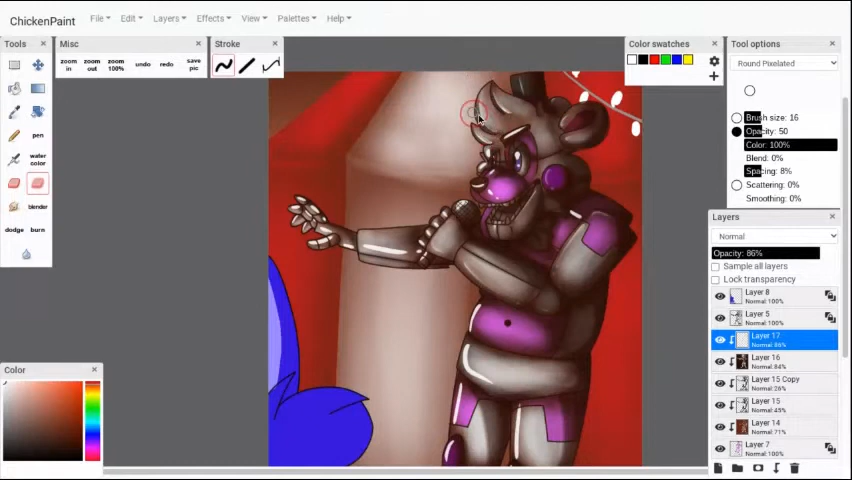 ChickenPaint
File
Edit
Layers
Effects
View
Palettes
Help
Tools
pen
water
color
blender
dodge
burn
Misc
zoom
in
zoom
out
zoom
100%
undo
redo
save
pic
Stroke
Color swatches
Tool options
Round Pixelated
Brush size: 16
Opacity: 50
Color: 100%
Blend: 0%
Spacing: 8%
Scattering: 0%
Smoothing: 0%
Layers
Normal
Opacity: 86%
Sample all layers
Lock transparency
Layer 8
Normal:100%
Layer 5
Normal:100%
Layer 17
Normal:86%
Layer 16
Normal:84%
Layer 15 Copy
Normal:26%
Layer 15
Normal:45%
Layer 14
Normal:71%
Layer 7
Normal:100%
Color